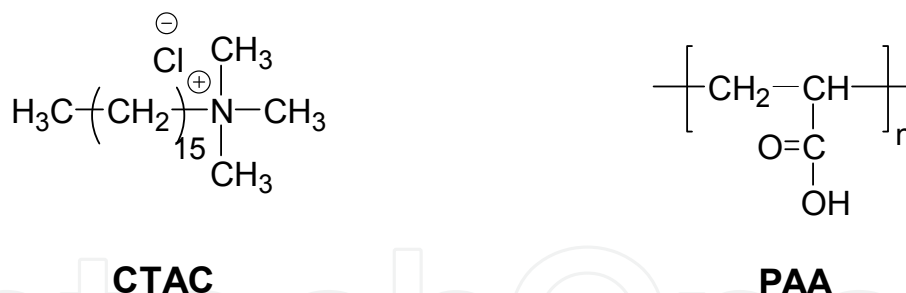 ⊖
Cl CH₃
⊕
H₃C-(CH₂)₁₅-N-CH₃
CH₃
CTAC
[CH₂-CH]n
O=C
OH
PAA